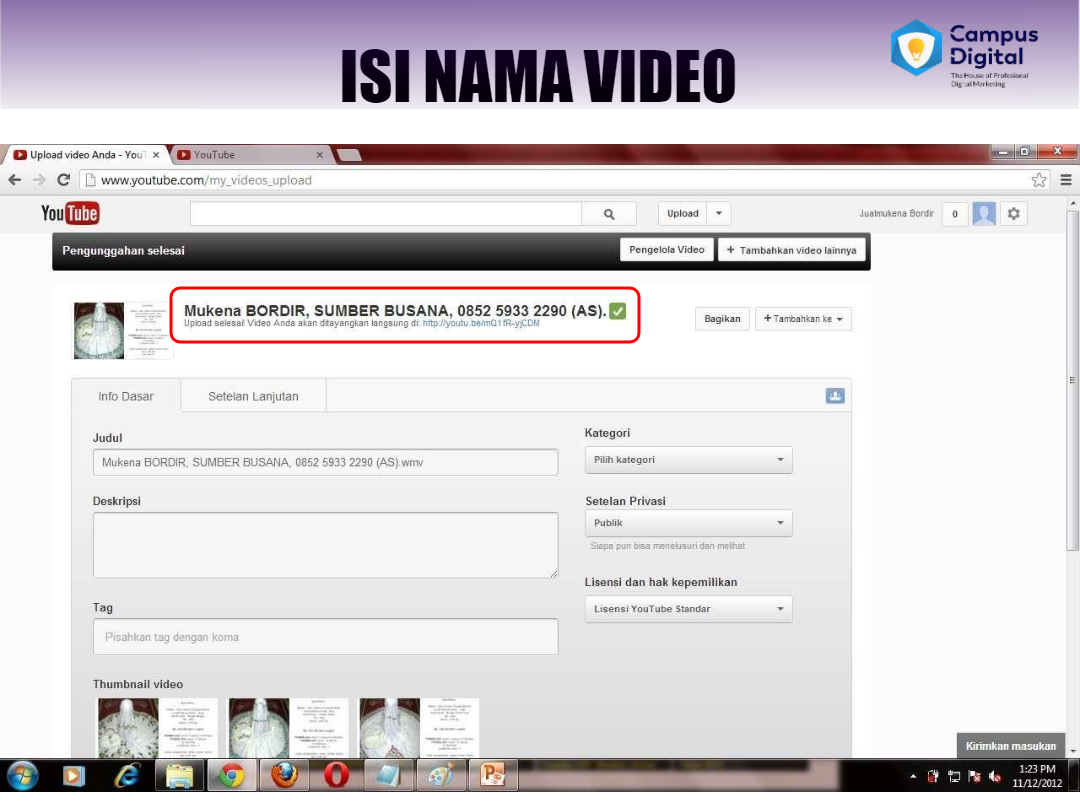 ISI NAMA VIDEO
Campus
Digital
The House of Profesional
Digital Marketing
Upload video Anda - YouT
YouTube
www.youtube.com/my_videos_upload
YouTube
Upload
Jualmukena Bordir
0
Pengunggahan selesai
Pengelola Video
+ Tambahkan video lainnya
Mukena BORDIR, SUMBER BUSANA, 0852 5933 2290 (AS).
Upload selesai! Video Anda akan ditayangkan langsung di: http://youtu.be/mQ1fR-yjCDM
Bagikan
+ Tambahkan ke
Info Dasar
Setelan Lanjutan
Judul
Mukena BORDIR, SUMBER BUSANA, 0852 5933 2290 (AS).wmv
Kategori
Pilih kategori
Deskripsi
Setelan Privasi
Publik
Siapa pun bisa menelusuri dan melihat
Lisensi dan hak kepemilikan
Lisensi YouTube Standar
Tag
Pisahkan tag dengan koma
Thumbnail video
Kirimkan masukan
1:23 PM
11/12/2012